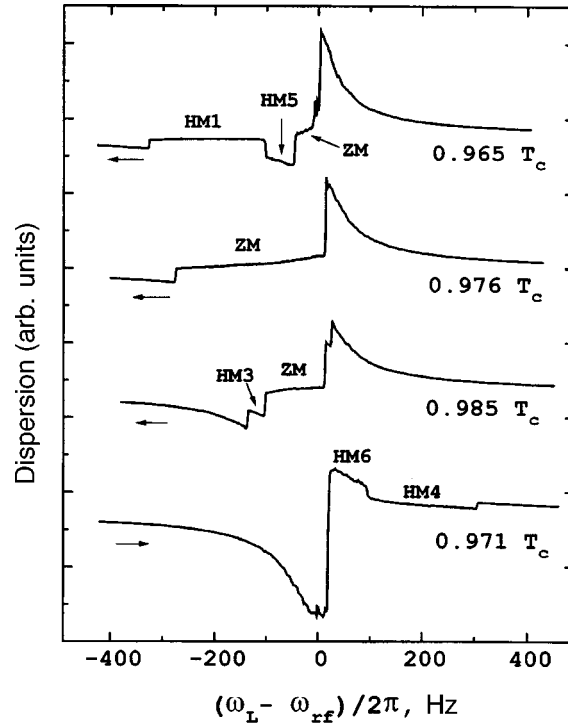 HM5
HM1
ZM
0.965 T_c
ZM
0.976 T_c
ZM
HM3
0.985 T_c
HM6
HM4
0.971 T_c
Dispersion (arb. units)
-400 -200 0 200 400
(ω_L - ω_rf)/2π, Hz